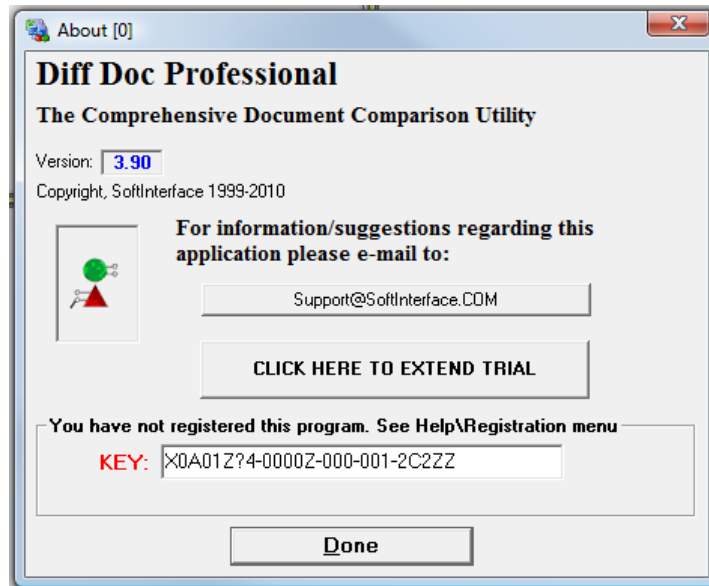 About [0]
Diff Doc Professional
The Comprehensive Document Comparison Utility
Version: 3.90
Copyright, SoftInterface 1999-2010
For information/suggestions regarding this
application please e-mail to:
Support@SoftInterface.COM
CLICK HERE TO EXTEND TRIAL
You have not registered this program. See Help\Registration menu
KEY: X0A01Z?4-0000Z-000-001-2C2ZZ
Done